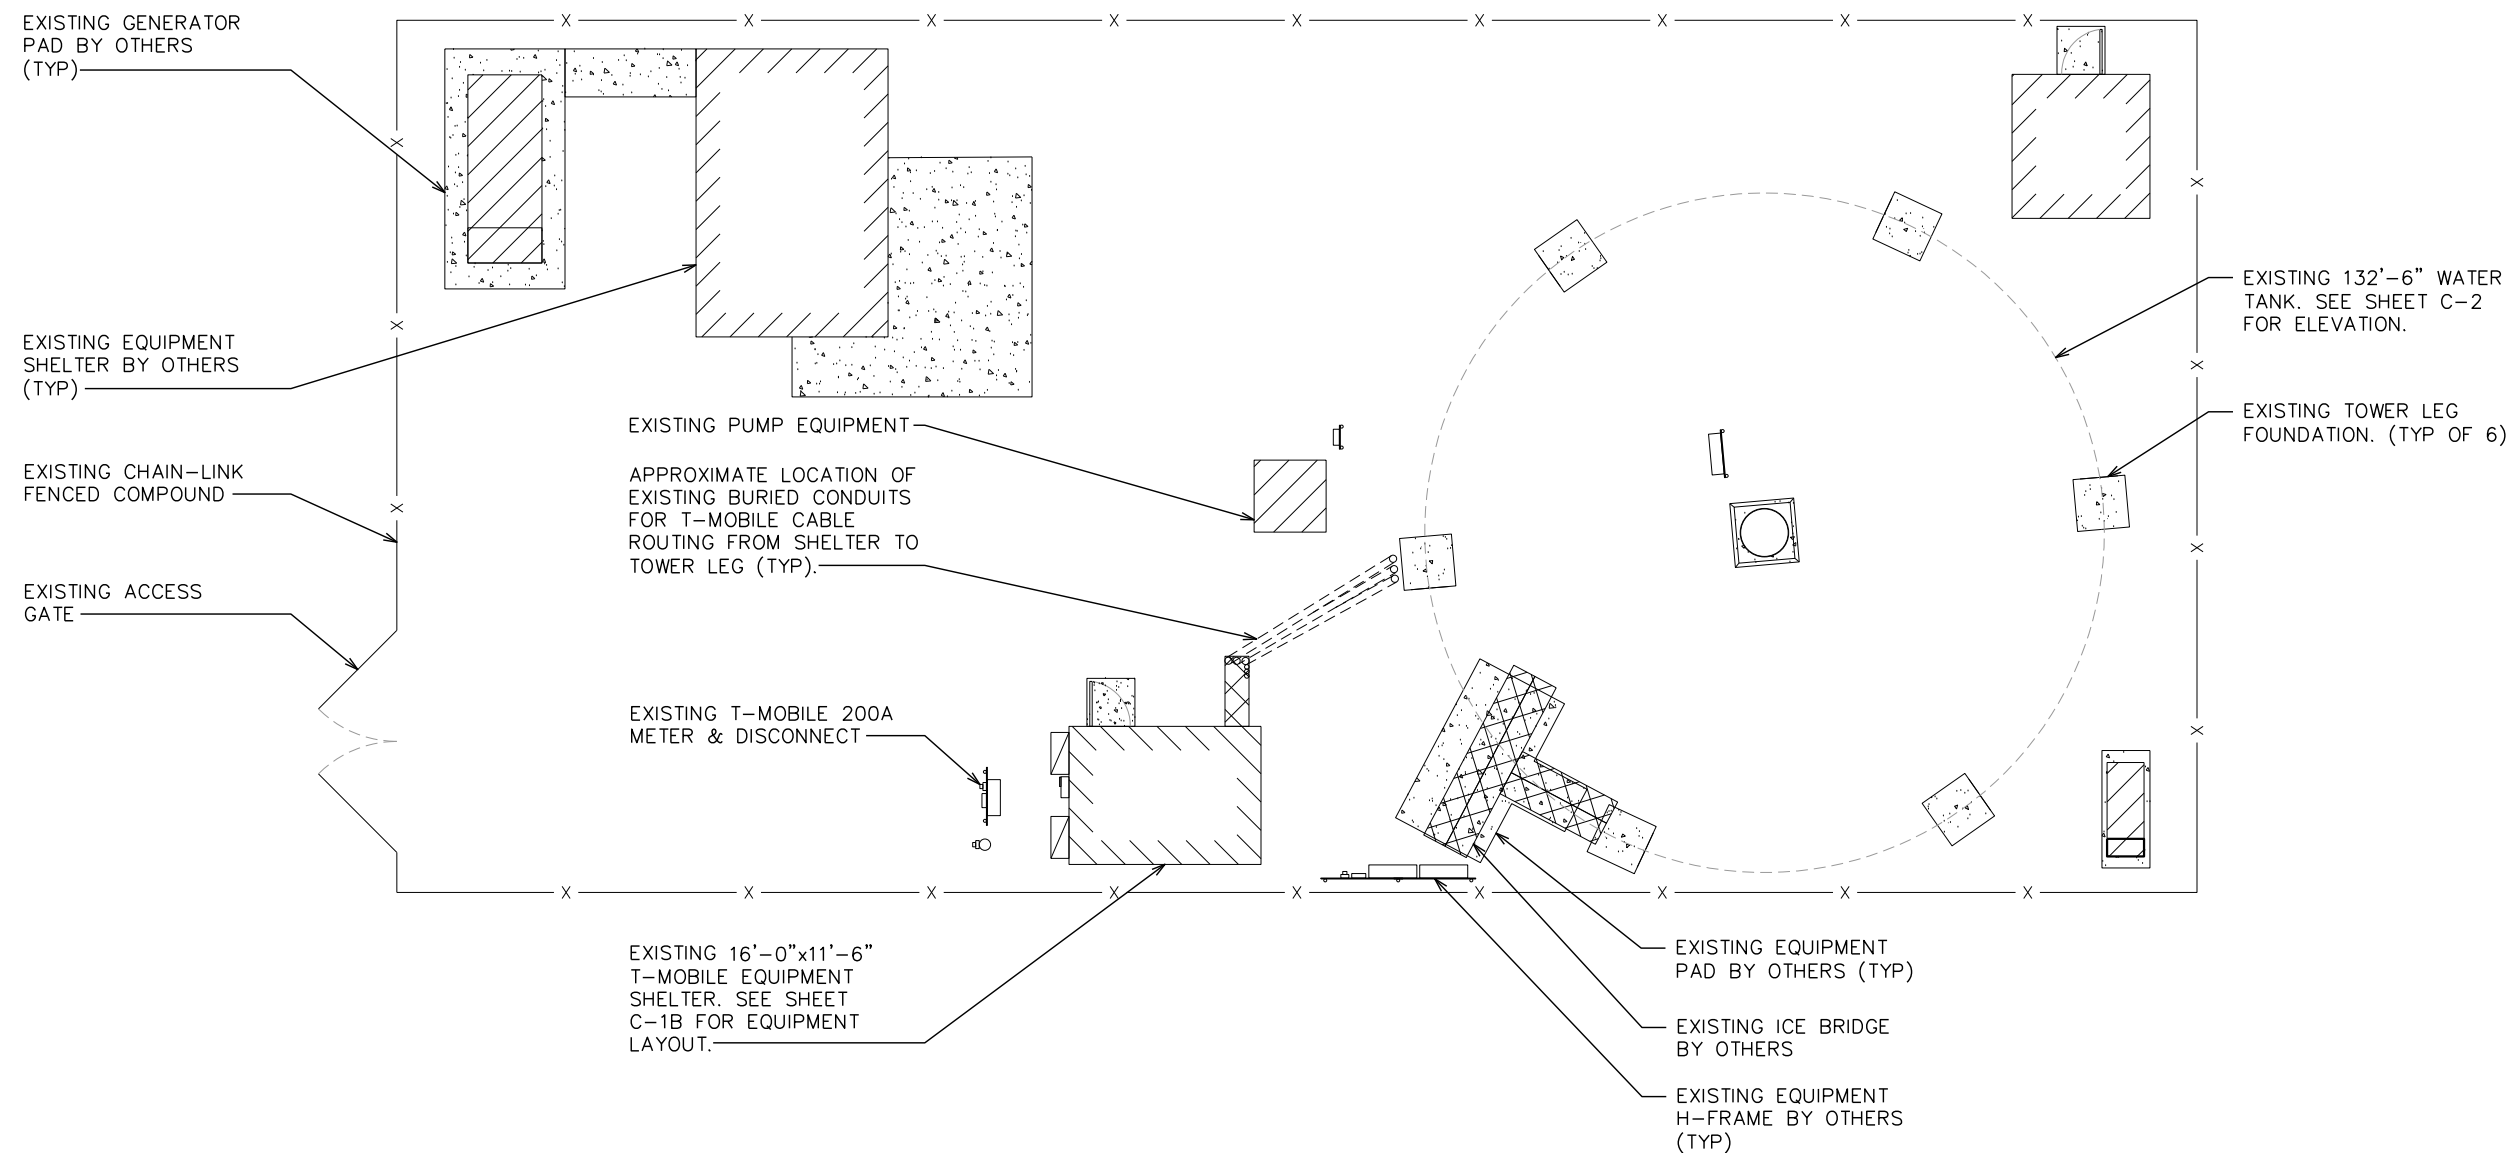 EXISTING GENERATOR
PAD BY OTHERS
(TYP)
EXISTING EQUIPMENT
SHELTER BY OTHERS
(TYP)
EXISTING CHAIN-LINK
FENCED COMPOUND
EXISTING ACCESS
GATE
EXISTING PUMP EQUIPMENT
APPROXIMATE LOCATION OF
EXISTING BURIED CONDUITS
FOR T-MOBILE CABLE
ROUTING FROM SHELTER TO
TOWER LEG (TYP).
EXISTING T-MOBILE 200A
METER & DISCONNECT
EXISTING 16'-0"x11'-6"
T-MOBILE EQUIPMENT
SHELTER. SEE SHEET
C-1B FOR EQUIPMENT
LAYOUT.
EXISTING 132'-6" WATER
TANK. SEE SHEET C-2
FOR ELEVATION.
EXISTING TOWER LEG
FOUNDATION. (TYP OF 6)
EXISTING EQUIPMENT
PAD BY OTHERS (TYP)
EXISTING ICE BRIDGE
BY OTHERS
EXISTING EQUIPMENT
H-FRAME BY OTHERS
(TYP)